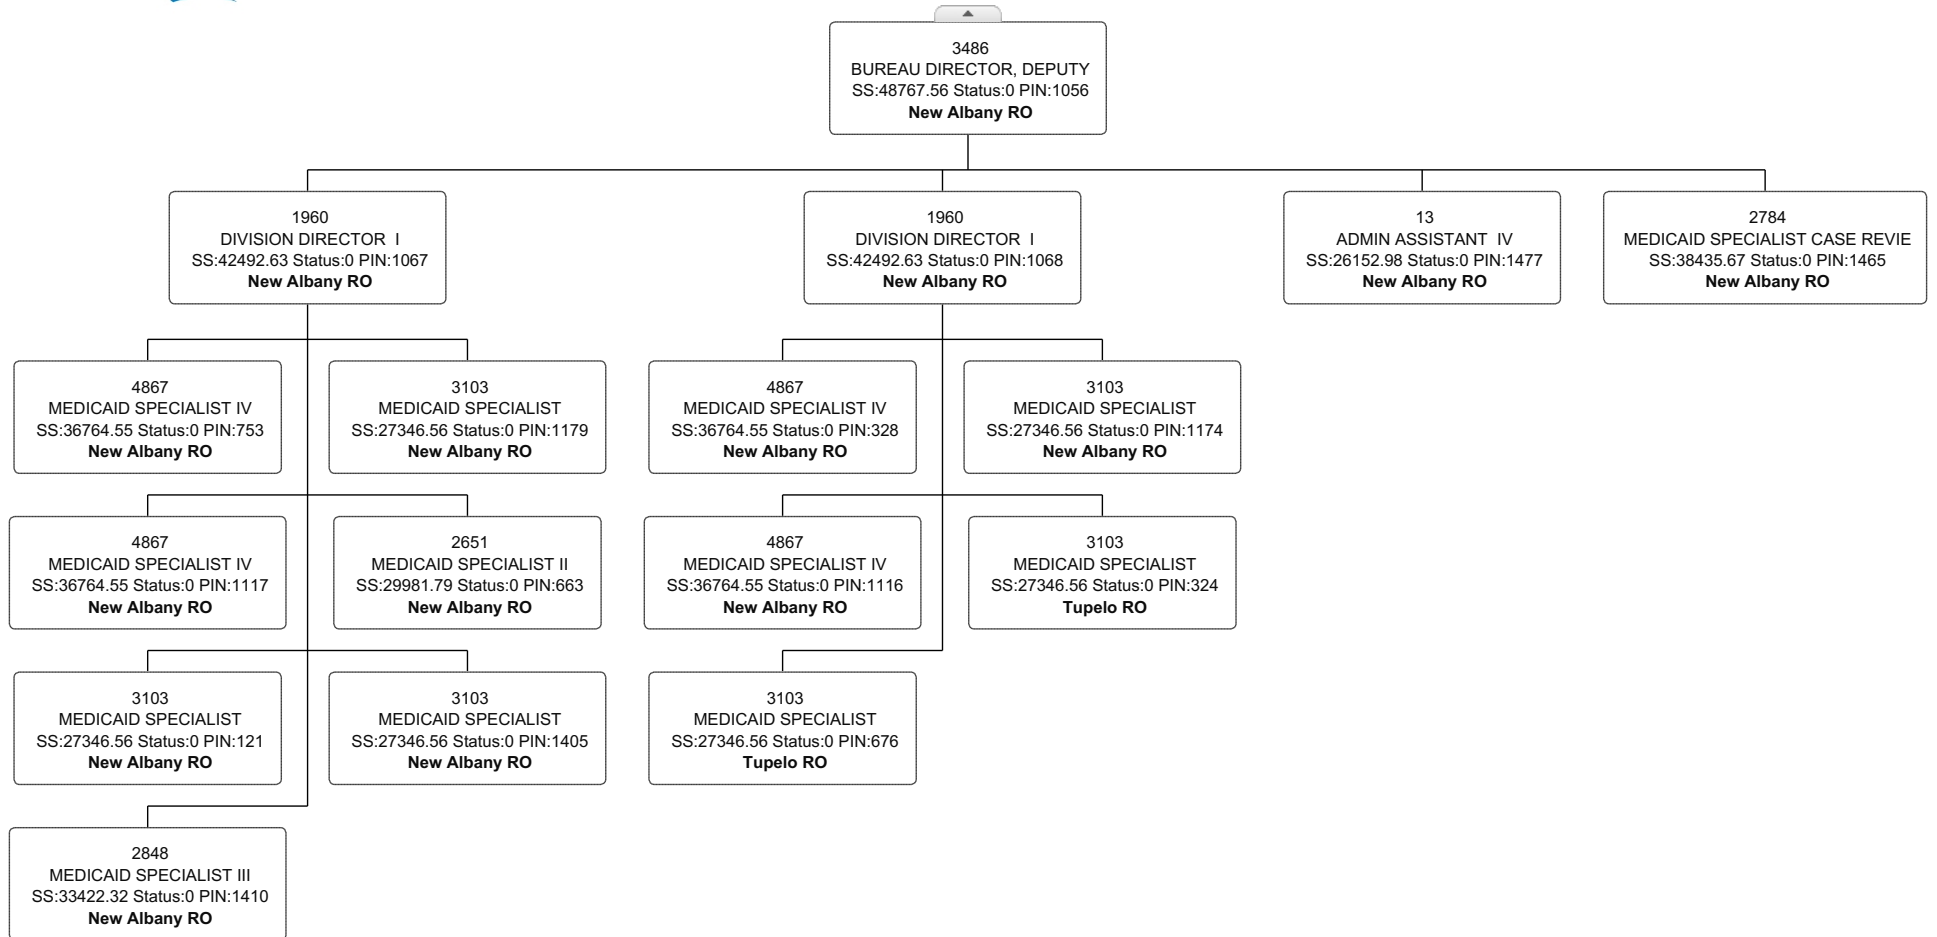 3486
BUREAU DIRECTOR, DEPUTY
SS:48767.56 Status:0 PIN:1056
New Albany RO
1960
DIVISION DIRECTOR  I
SS:42492.63 Status:0 PIN:1067
New Albany RO
1960
DIVISION DIRECTOR  I
SS:42492.63 Status:0 PIN:1068
New Albany RO
13
ADMIN ASSISTANT  IV
SS:26152.98 Status:0 PIN:1477
New Albany RO
2784
MEDICAID SPECIALIST CASE REVIE
SS:38435.67 Status:0 PIN:1465
New Albany RO
4867
MEDICAID SPECIALIST IV
SS:36764.55 Status:0 PIN:753
New Albany RO
3103
MEDICAID SPECIALIST
SS:27346.56 Status:0 PIN:1179
New Albany RO
4867
MEDICAID SPECIALIST IV
SS:36764.55 Status:0 PIN:328
New Albany RO
3103
MEDICAID SPECIALIST
SS:27346.56 Status:0 PIN:1174
New Albany RO
4867
MEDICAID SPECIALIST IV
SS:36764.55 Status:0 PIN:1117
New Albany RO
2651
MEDICAID SPECIALIST II
SS:29981.79 Status:0 PIN:663
New Albany RO
4867
MEDICAID SPECIALIST IV
SS:36764.55 Status:0 PIN:1116
New Albany RO
3103
MEDICAID SPECIALIST
SS:27346.56 Status:0 PIN:324
Tupelo RO
3103
MEDICAID SPECIALIST
SS:27346.56 Status:0 PIN:121
New Albany RO
3103
MEDICAID SPECIALIST
SS:27346.56 Status:0 PIN:1405
New Albany RO
3103
MEDICAID SPECIALIST
SS:27346.56 Status:0 PIN:676
Tupelo RO
2848
MEDICAID SPECIALIST III
SS:33422.32 Status:0 PIN:1410
New Albany RO